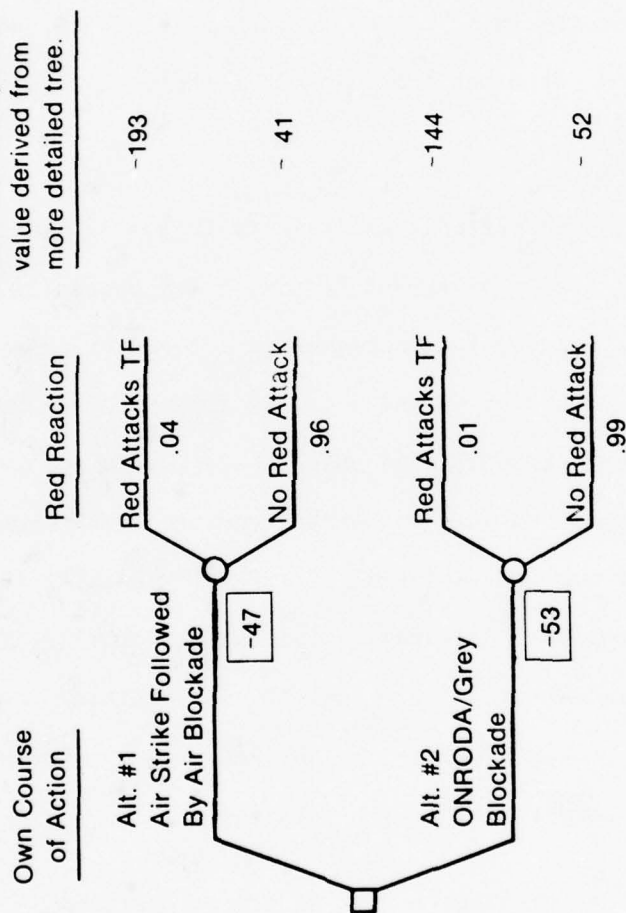 Own Course
of Action
Red Reaction
value derived from
more detailed tree.
Alt. #1
Air Strike Followed
By Air Blockade
-47
Red Attacks TF
.04
-193
No Red Attack
.96
- 41
Alt. #2
ONRODA/Grey
Blockade
-53
Red Attacks TF
.01
-144
No Red Attack
.99
- 52